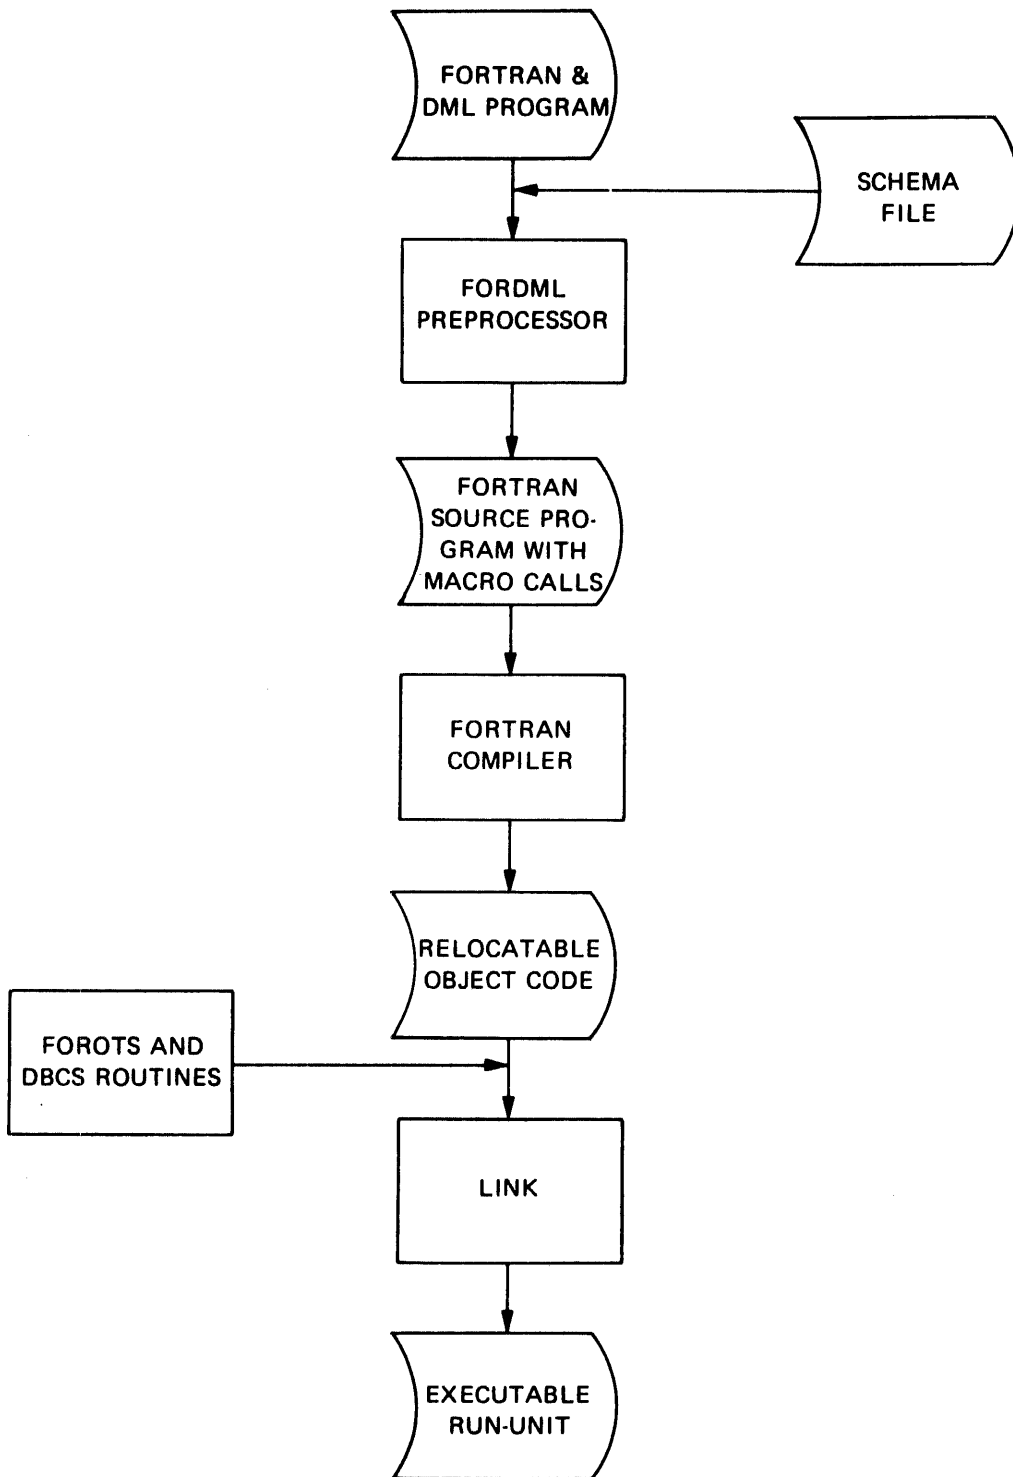 FORTRAN &
DML PROGRAM
SCHEMA
FILE
FORDML
PREPROCESSOR
FORTRAN
SOURCE PRO-
GRAM WITH
MACRO CALLS
FORTRAN
COMPILER
RELOCATABLE
OBJECT CODE
FOROTS AND
DBCS ROUTINES
LINK
EXECUTABLE
RUN-UNIT